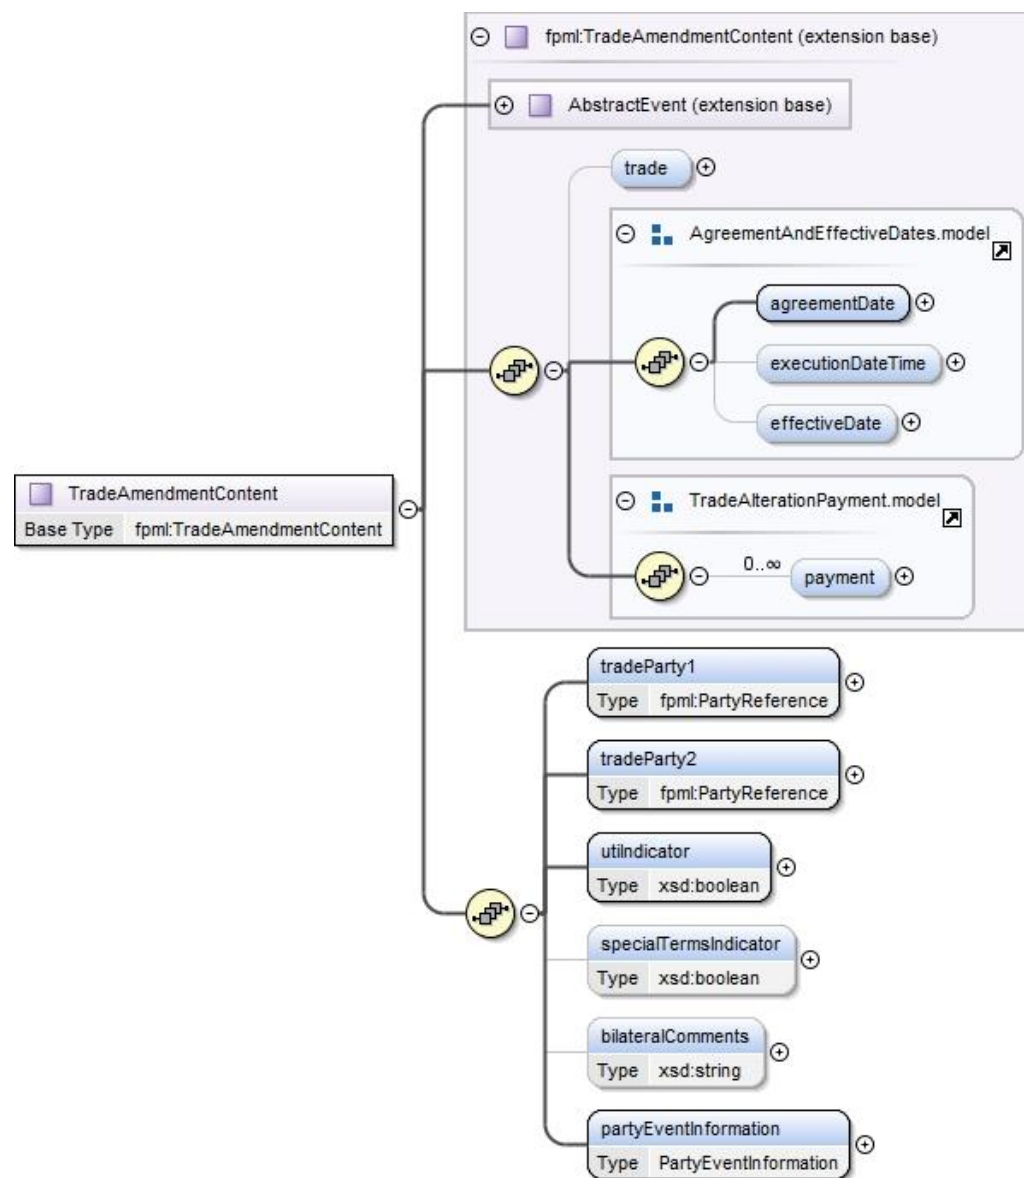 fpml:TradeAmendmentContent (extension base)
AbstractEvent (extension base)
trade
AgreementAndEffectiveDates.model
agreementDate
executionDateTime
effectiveDate
TradeAmendmentContent
Base Type fpml:TradeAmendmentContent
TradeAlterationPayment.model
0..∞
payment
tradeParty1
Type fpml:PartyReference
tradeParty2
Type fpml:PartyReference
utiIndicator
Type xsd:boolean
specialTermsIndicator
Type xsd:boolean
bilateralComments
Type xsd:string
partyEventInformation
Type PartyEventInformation